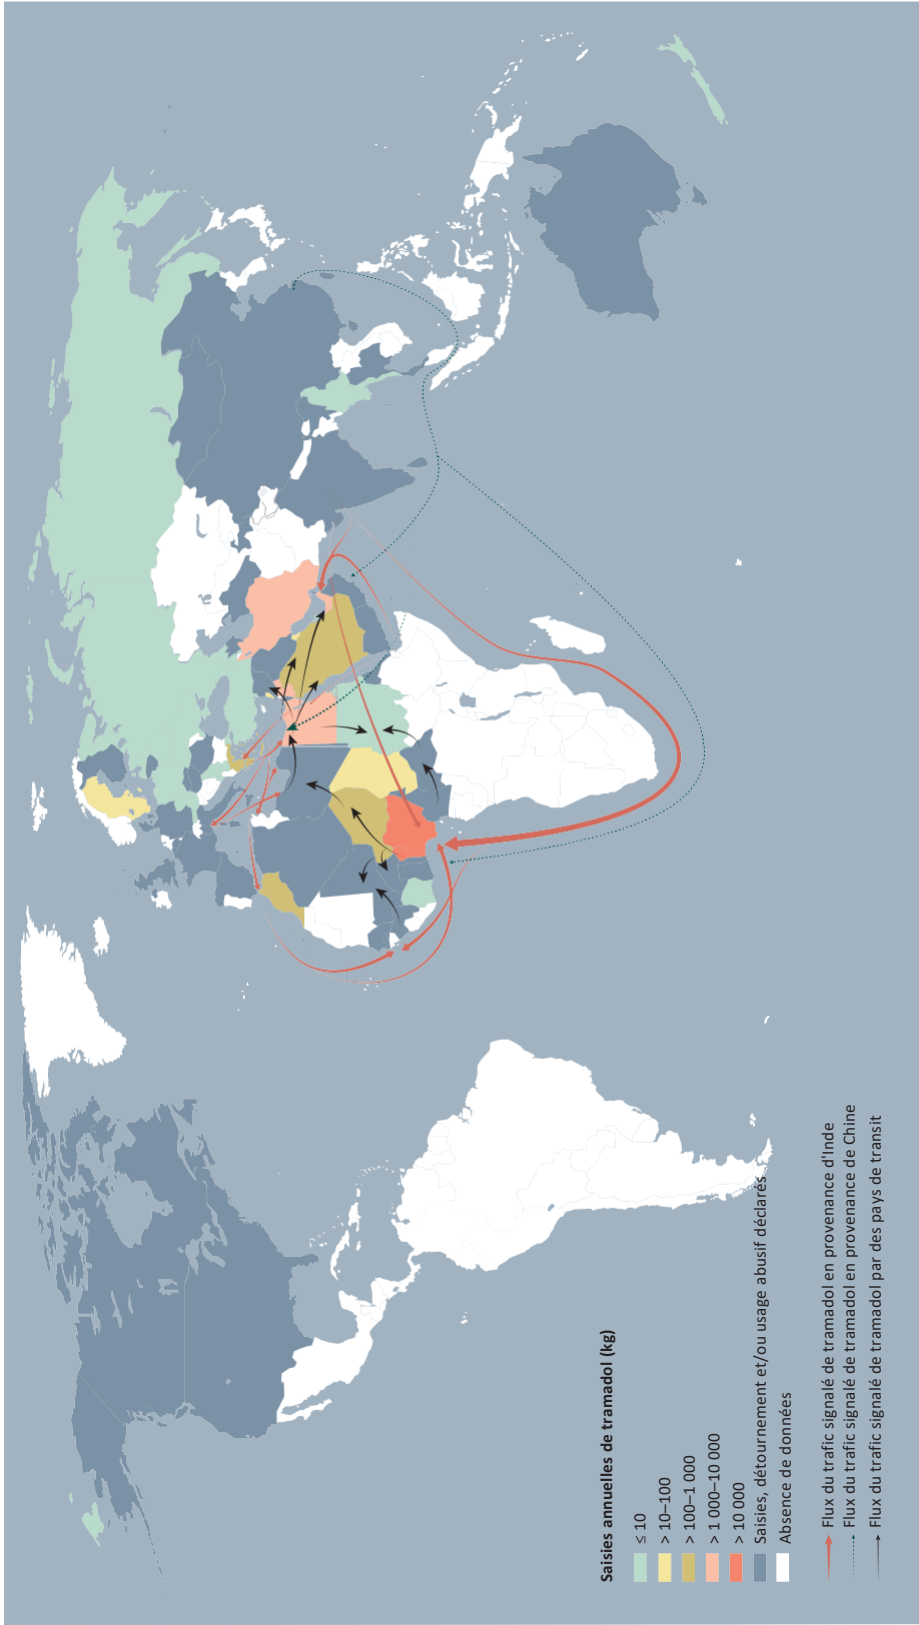 Saisies annuelles de tramadol (kg)
≤ 10
> 10–100
> 100–1 000
> 1 000–10 000
> 10 000
Saisies, détournement et/ou usage abusif déclarés
Absence de données
Flux du trafic signalé de tramadol en provenance d'Inde
Flux du trafic signalé de tramadol en provenance de Chine
Flux du trafic signalé de tramadol par des pays de transit